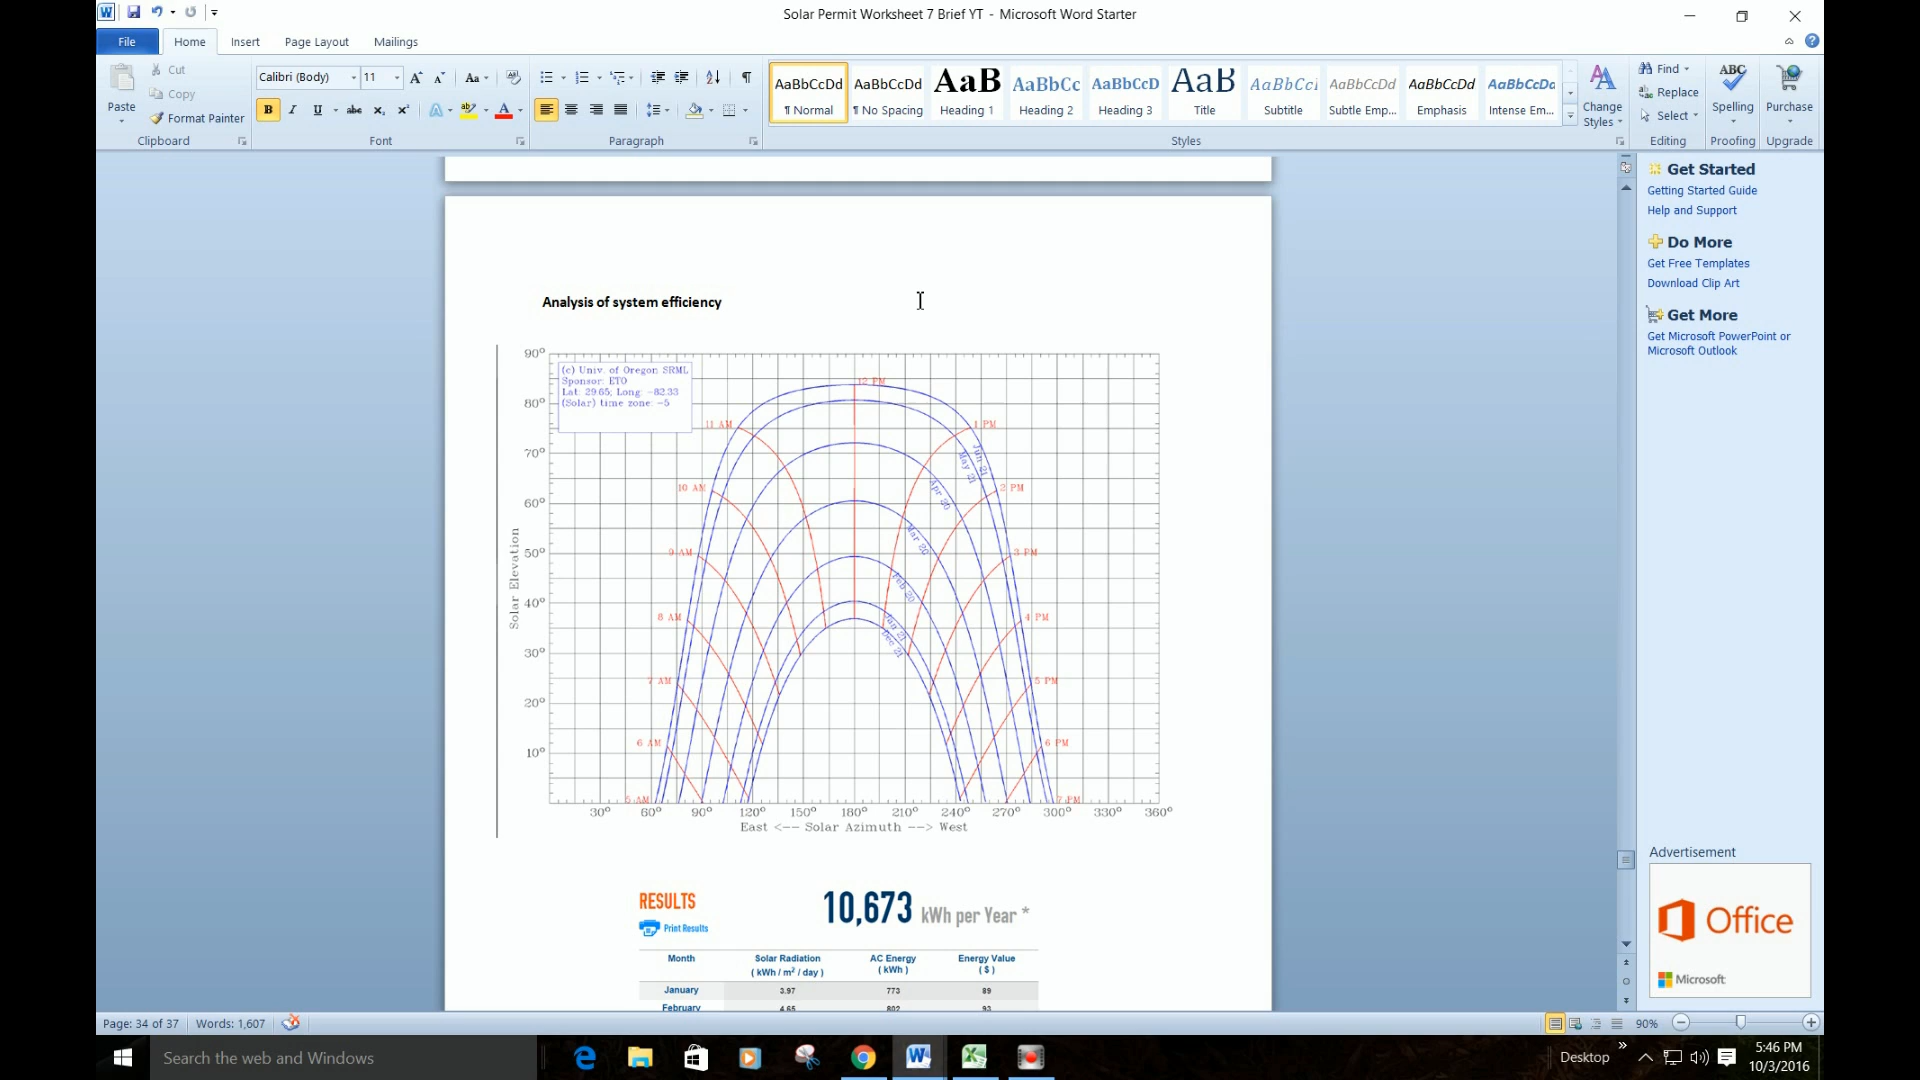 Solar Permit Worksheet 7 Brief YT - Microsoft Word Starter
File Home Insert Page Layout Mailings
Paste
Cut
Copy
Format Painter
Clipboard
Calibri (Body) 11
Font
Paragraph
AaBbCcDd AaBbCcDd AaB AaBbCc AaBbCcD AaB AaBbCcI AaBbCcDd AaBbCcDd AaBbCcDd
¶ Normal ¶ No Spacing Heading 1 Heading 2 Heading 3 Title Subtitle Subtle Emp... Emphasis Intense Em...
Change Styles
Styles
Find
Replace
Select
Editing
ABC
Spelling
Proofing
Purchase
Upgrade
Get Started
Getting Started Guide
Help and Support
Do More
Get Free Templates
Download Clip Art
Get More
Get Microsoft PowerPoint or
Microsoft Outlook
Analysis of system efficiency
(c) Univ. of Oregon SRML
Sponsor: ETO
Lat: 29.65; Long: -82.33
(Solar) time zone: -5
90°
80°
70°
60°
50°
40°
30°
20°
10°
Solar Elevation
12 PM
11 AM 1 PM
10 AM 2 PM
9 AM 3 PM
8 AM 4 PM
7 AM 5 PM
6 AM 6 PM
5 AM 7 PM
Jun 21
May 21
Apr 20
Mar 20
Feb 20
Jan 21
Dec 21
30° 60° 90° 120° 150° 180° 210° 240° 270° 300° 330° 360°
East <-- Solar Azimuth --> West
RESULTS
Print Results
10,673 kWh per Year *
Month Solar Radiation AC Energy Energy Value
( kWh / m² / day ) ( kWh ) ( $ )
January 3.97 773 89
February 4.65 802 93
Advertisement
Office
Microsoft
Page: 34 of 37 Words: 1,607
90%
Search the web and Windows
Desktop
5:46 PM
10/3/2016